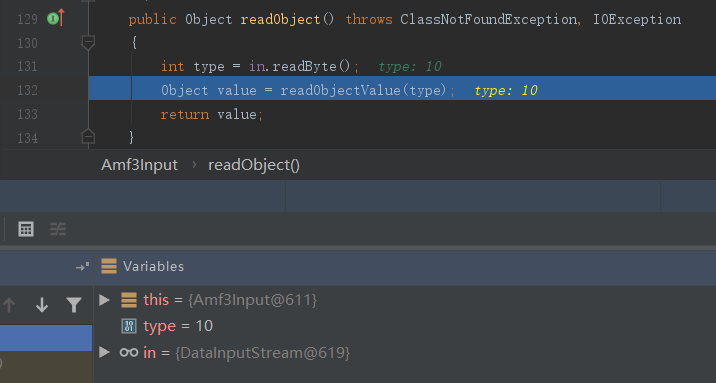 129 public Object readObject() throws ClassNotFoundException, IOException
130 {
131 int type = in.readByte(); type: 10
132 Object value = readObjectValue(type); type: 10
133 return value;
134 }
Amf3Input › readObject()
Variables
this = {Amf3Input@611}
type = 10
in = {DataInputStream@619}